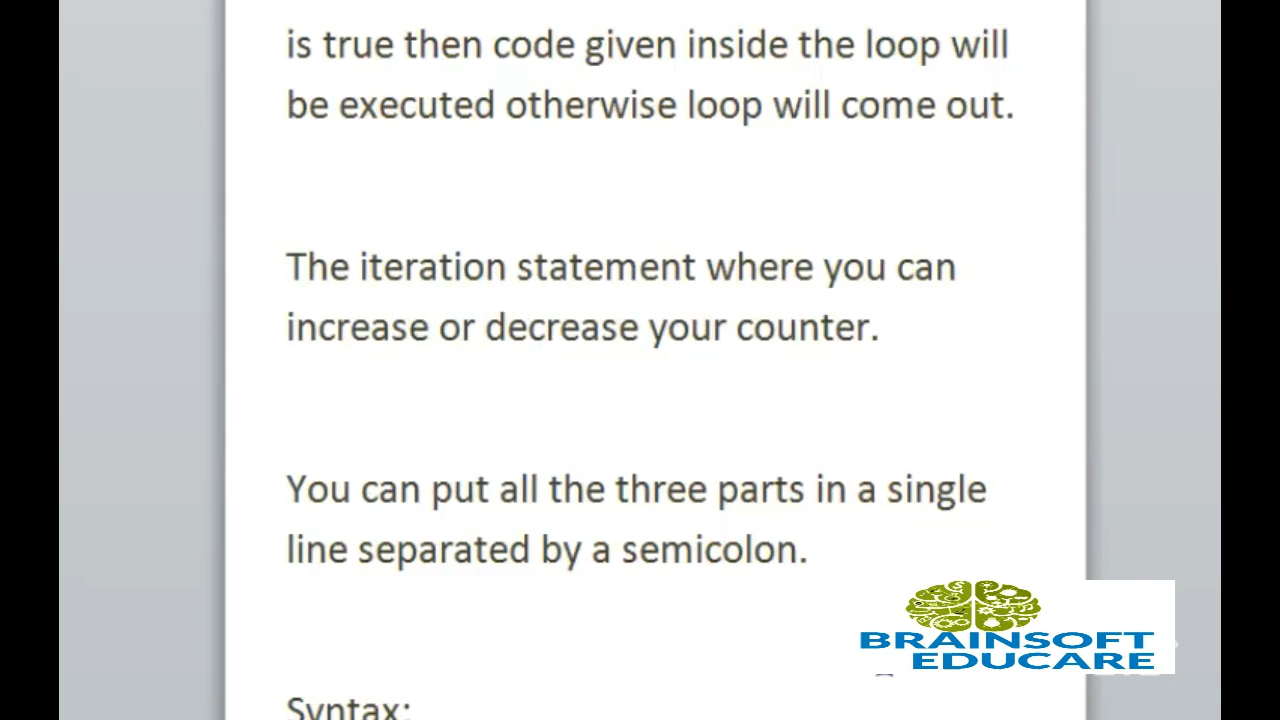 is true then code given inside the loop will
be executed otherwise loop will come out.
The iteration statement where you can
increase or decrease your counter.
You can put all the three parts in a single
line separated by a semicolon.
BRAINSOFT
EDUCARE
Syntax: